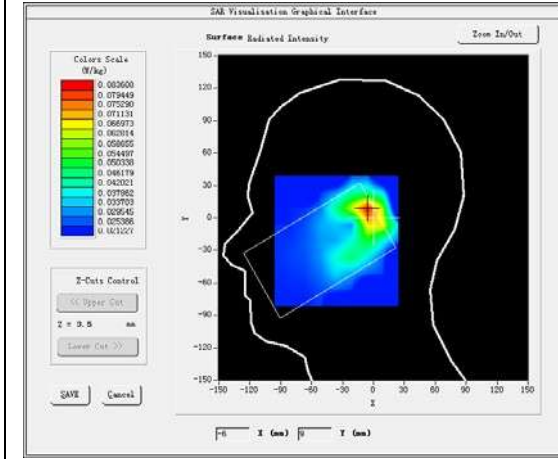 SAR Visualisation Graphical Interface
Surface Radiated Intensity
Zoom In/Out
Colors Scale
(W/kg)
0.083608
0.079449
0.075290
0.071131
0.066973
0.062814
0.058655
0.054497
0.050338
0.046179
0.042021
0.037862
0.033703
0.029545
0.025386
0.021227
Z-Cuts Control
<< Upper Cut
Z = 3.5 mm
Lower Cut >>
SAVE
Cancel
150
120
90
60
30
0
-30
-60
-90
-120
-150
Y
-150 -120 -90 -60 -30 0 30 60 90 120 150
X
-6 X (mm) 9 Y (mm)